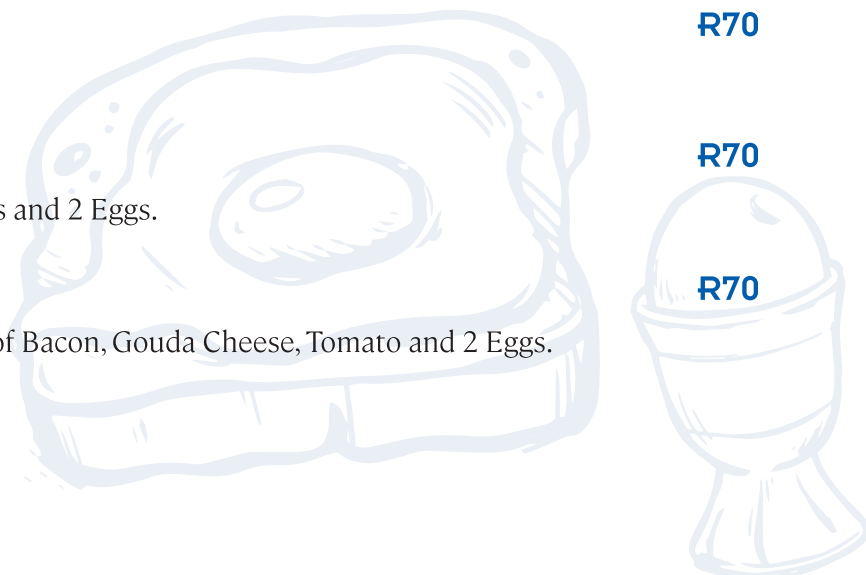 R70
R70
and 2 Eggs.
R70
of Bacon, Gouda Cheese, Tomato and 2 Eggs.